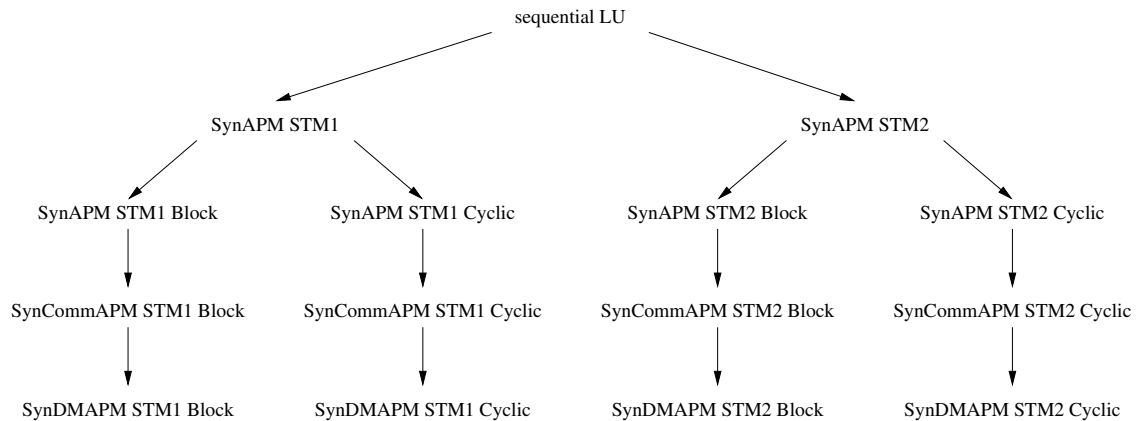 sequential LU
SynAPM STM1
SynAPM STM2
SynAPM STM1 Block
SynAPM STM1 Cyclic
SynAPM STM2 Block
SynAPM STM2 Cyclic
SynCommAPM STM1 Block
SynCommAPM STM1 Cyclic
SynCommAPM STM2 Block
SynCommAPM STM2 Cyclic
SynDMAPM STM1 Block
SynDMAPM STM1 Cyclic
SynDMAPM STM2 Block
SynDMAPM STM2 Cyclic